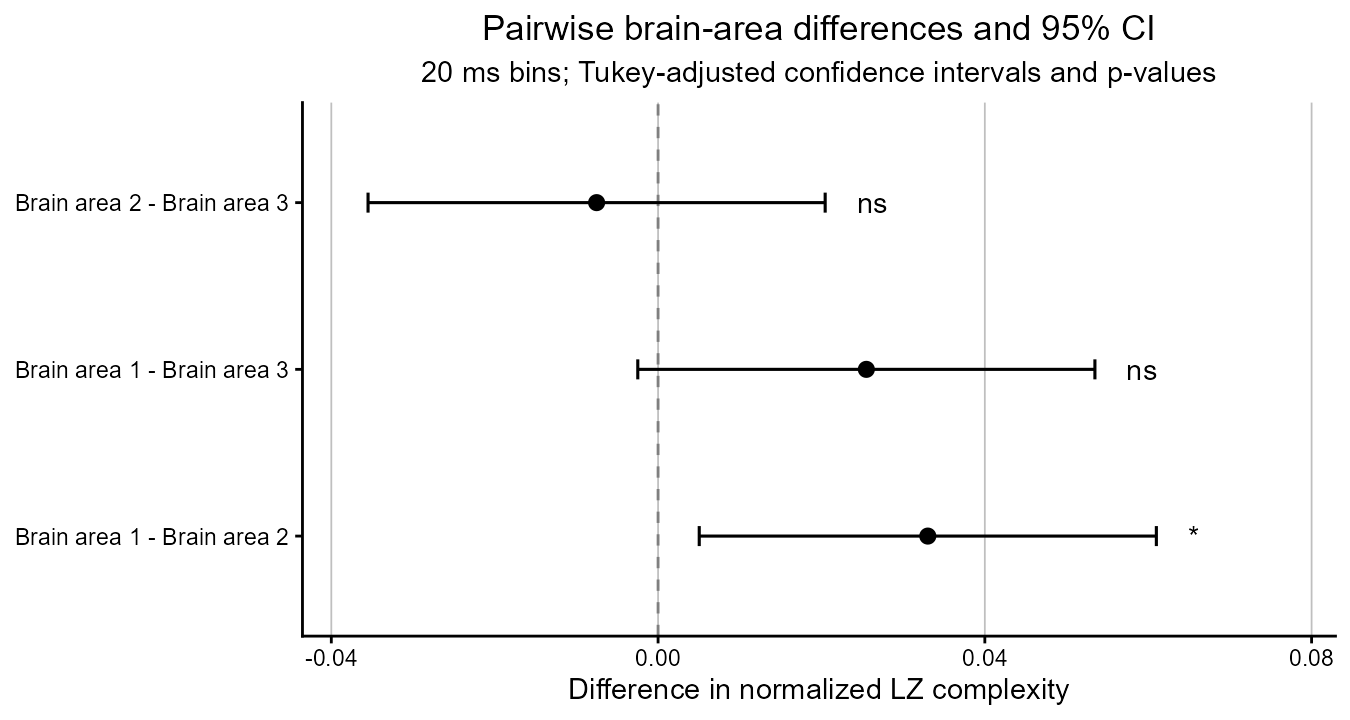 Pairwise brain-area differences and 95% CI
20 ms bins; Tukey-adjusted confidence intervals and p-values
Brain area 2 - Brain area 3
ns
Brain area 1 - Brain area 3
ns
Brain area 1 - Brain area 2
*
-0.04 0.00 0.04 0.08
Difference in normalized LZ complexity